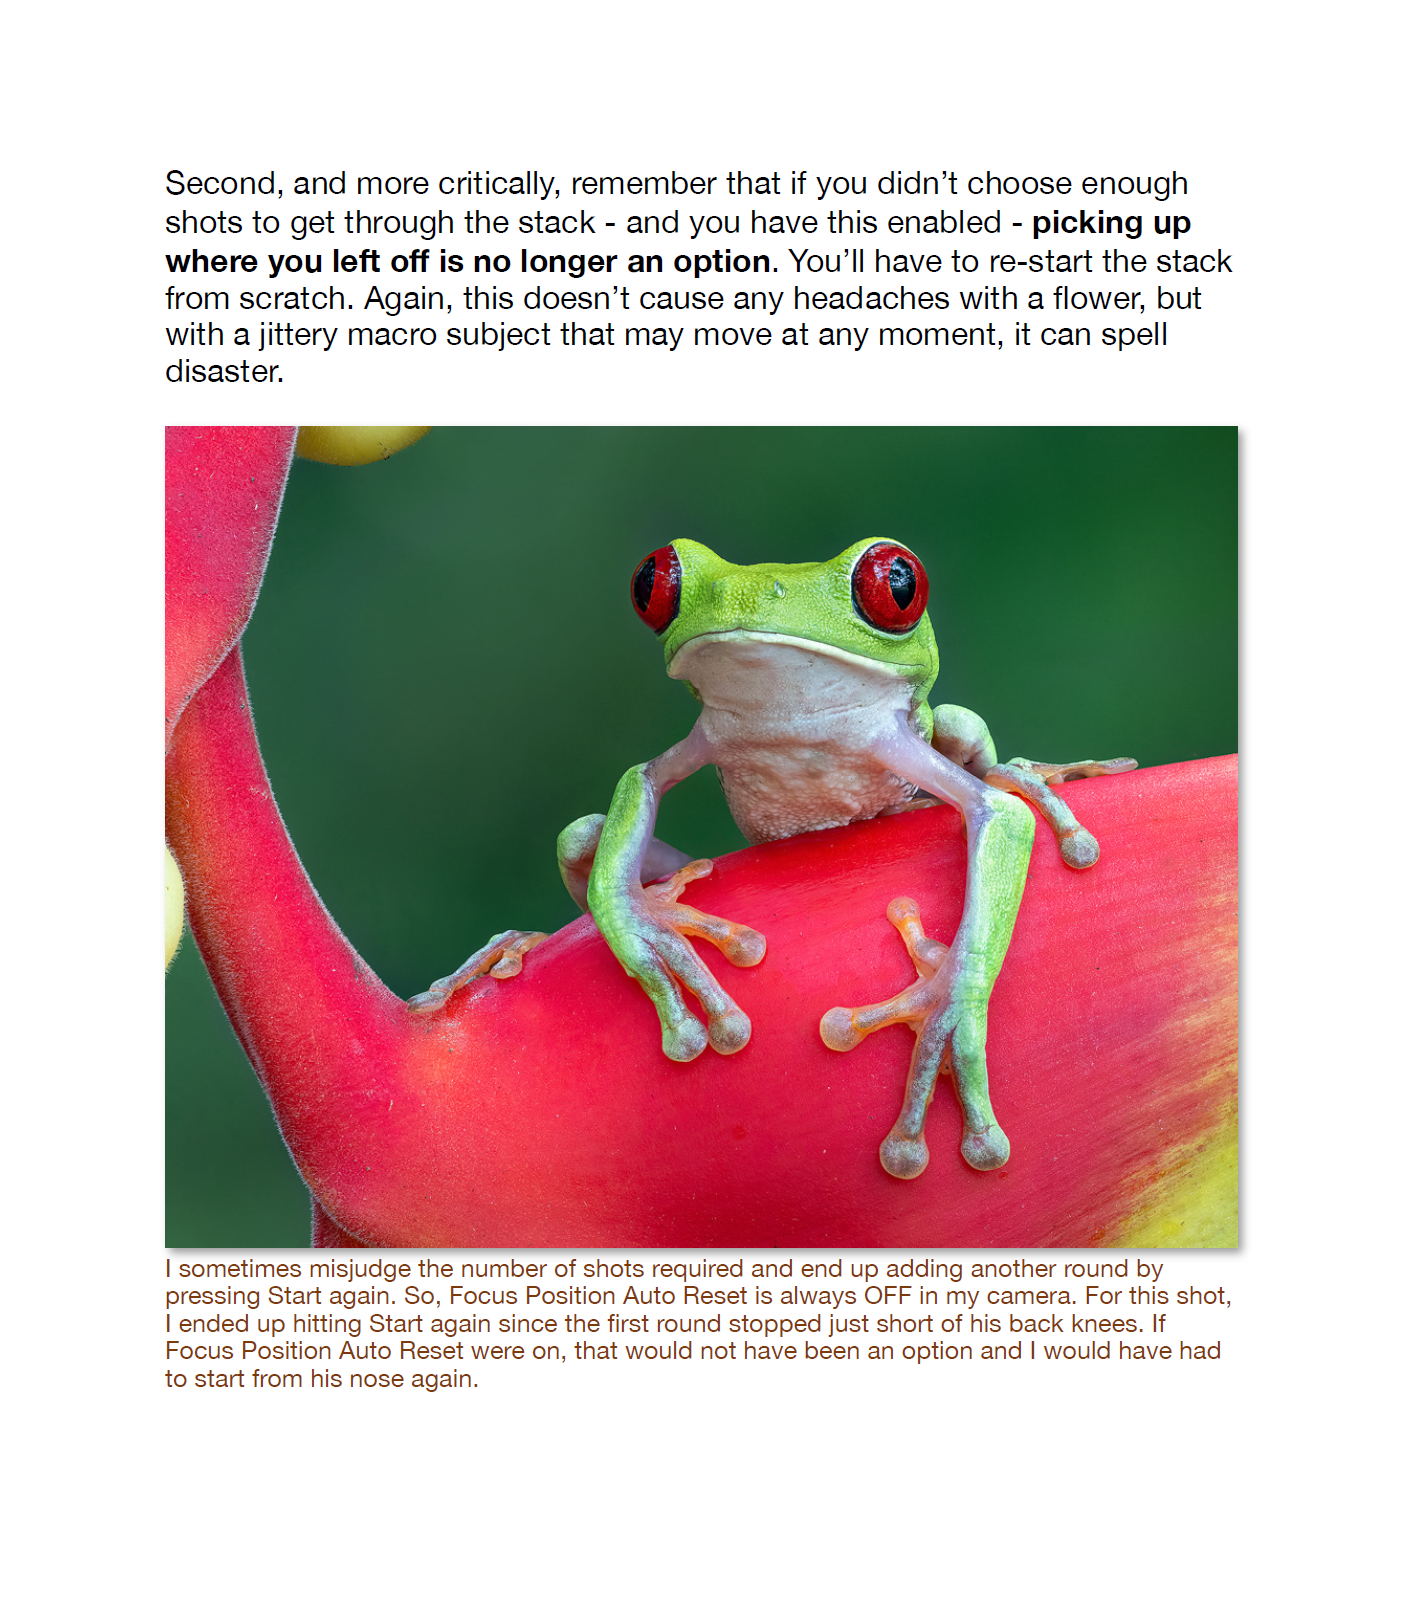 Second, and more critically, remember that if you didn’t choose enough
shots to get through the stack - and you have this enabled - picking up
where you left off is no longer an option. You’ll have to re-start the stack
from scratch. Again, this doesn’t cause any headaches with a flower, but
with a jittery macro subject that may move at any moment, it can spell
disaster.
I sometimes misjudge the number of shots required and end up adding another round by
pressing Start again. So, Focus Position Auto Reset is always OFF in my camera. For this shot,
I ended up hitting Start again since the first round stopped just short of his back knees. If
Focus Position Auto Reset were on, that would not have been an option and I would have had
to start from his nose again.